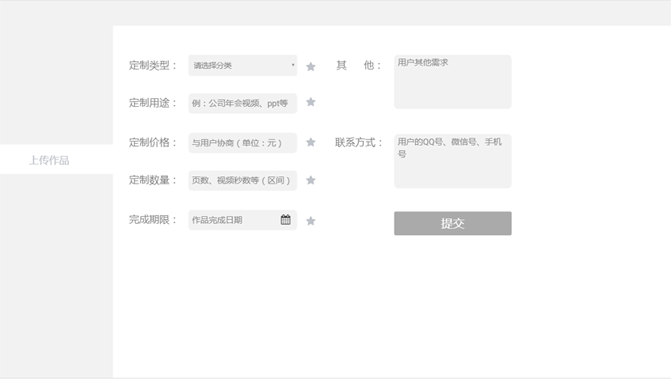 定制类型： 请选择分类
定制用途： 例：公司年会视频、ppt等
定制价格： 与用户协商（单位：元）
定制数量： 页数、视频秒数等（区间）
完成期限： 作品完成日期
其 他： 用户其他需求
联系方式： 用户的QQ号、微信号、手机
号
提交
上传作品